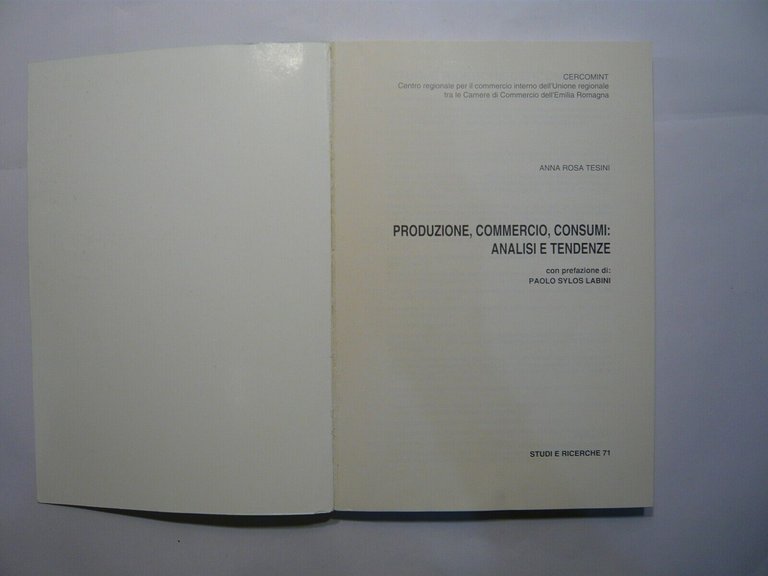 CERCOMINT
Centro regionale per il commercio interno dell'Unione regionale
tra le Camere di Commercio dell'Emilia Romagna
ANNA ROSA TESINI
PRODUZIONE, COMMERCIO, CONSUMI:
ANALISI E TENDENZE
con prefazione di:
PAOLO SYLOS LABINI
STUDI E RICERCHE 71